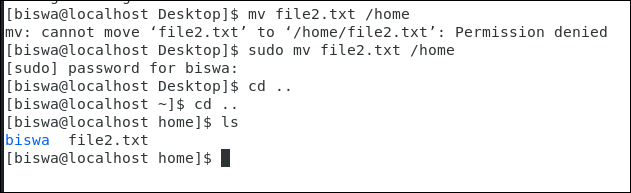 [biswa@localhost Desktop]$ mv file2.txt /home
mv: cannot move ‘file2.txt’ to ‘/home/file2.txt’: Permission denied
[biswa@localhost Desktop]$ sudo mv file2.txt /home
[sudo] password for biswa:
[biswa@localhost Desktop]$ cd ..
[biswa@localhost ~]$ cd ..
[biswa@localhost home]$ ls
biswa  file2.txt
[biswa@localhost home]$